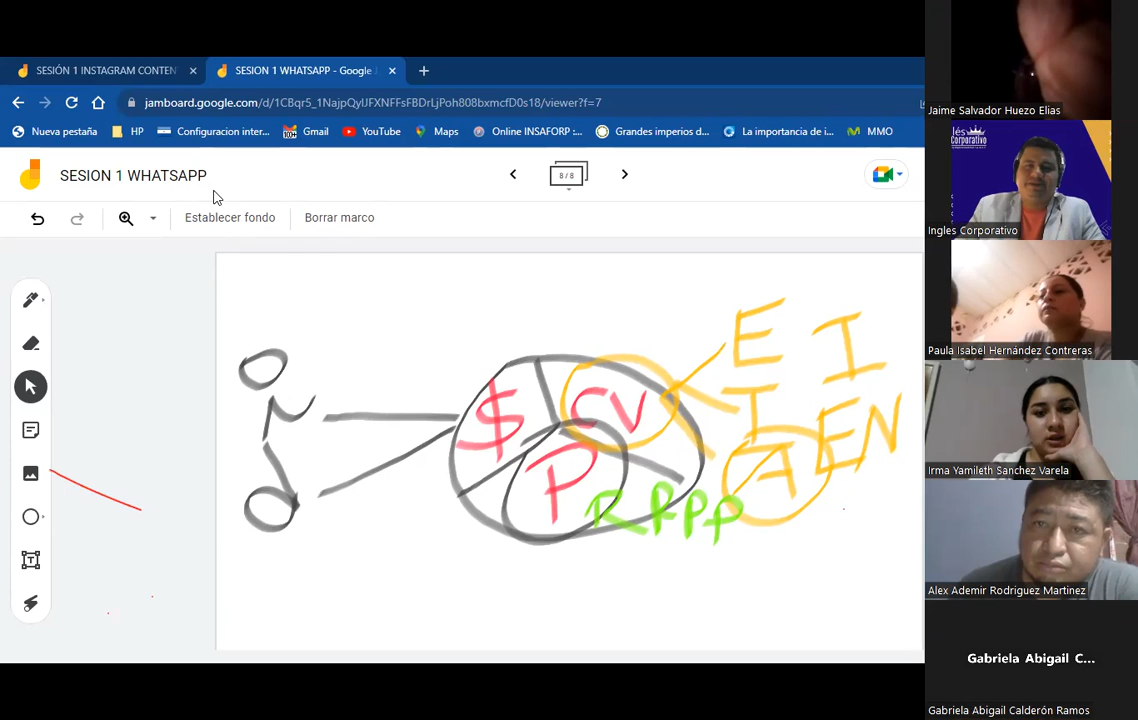 SESIÓN 1 INSTAGRAM CONTEN
SESION 1 WHATSAPP - Google
jamboard.google.com/d/1CBqr5_1NajpQylJFXNFFsFBDrLjPoh808bxmcfD0s18/viewer?f=7
Nueva pestaña
HP
Configuracion inter...
Gmail
YouTube
Maps
Online INSAFORP :...
Grandes imperios d...
La importancia de i...
MMO
SESION 1 WHATSAPP
8 / 8
Establecer fondo
Borrar marco
$
CV
P
E I
T EN
A
Jaime Salvador Huezo Elias
lés
Corporativo
Ingles Corporativo
Paula Isabel Hernández Contreras
Irma Yamileth Sanchez Varela
Alex Ademir Rodriguez Martinez
Gabriela Abigail C...
Gabriela Abigail Calderón Ramos